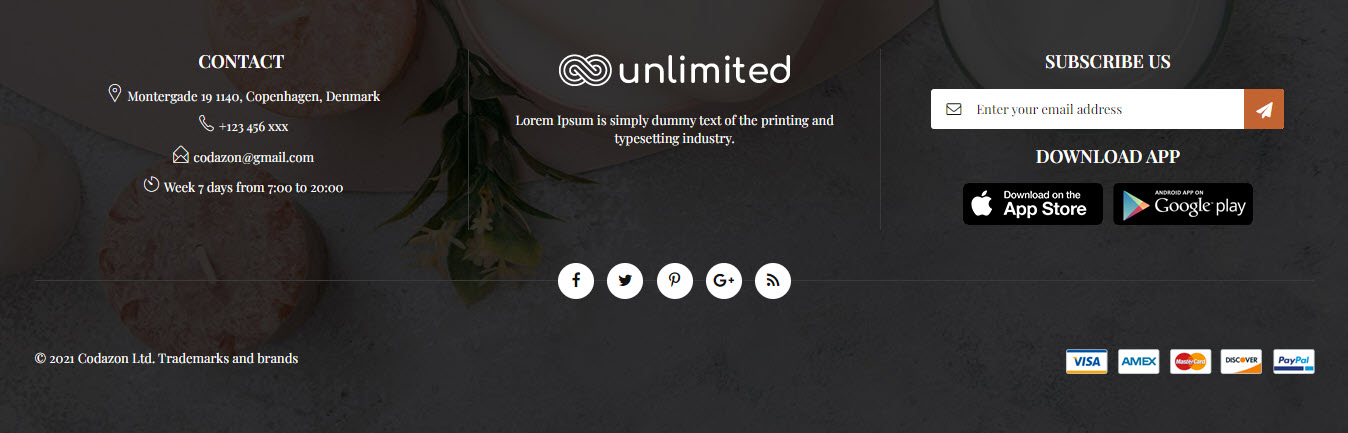 CONTACT
Montergade 19 1140, Copenhagen, Denmark
+123 456 xxx
codazon@gmail.com
Week 7 days from 7:00 to 20:00
unlimited
Lorem Ipsum is simply dummy text of the printing and
typesetting industry.
SUBSCRIBE US
Enter your email address
DOWNLOAD APP
Download on the
App Store
ANDROID APP ON
Google play
f
G+
© 2021 Codazon Ltd. Trademarks and brands
VISA
AMEX
MasterCard
DISCOVER
PayPal